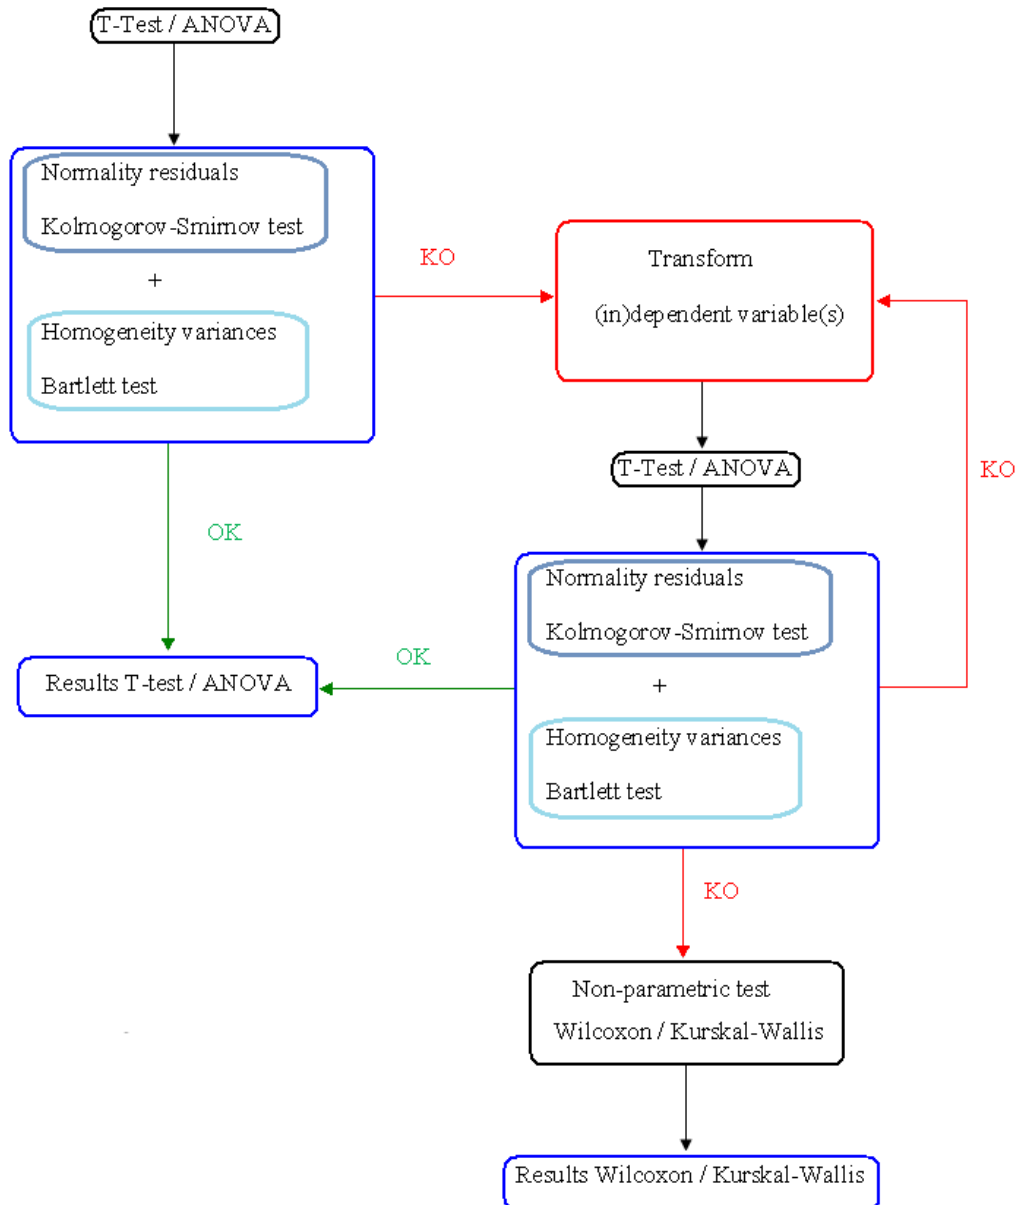 T-Test / ANOVA
Normality residuals
Kolmogorov-Smirnov test
+
Homogeneity variances
Bartlett test
KO
Transform
(in)dependent variable(s)
OK
T-Test / ANOVA
KO
Normality residuals
Kolmogorov-Smirnov test
+
Homogeneity variances
Bartlett test
OK
Results T-test / ANOVA
KO
Non-parametric test
Wilcoxon / Kurskal-Wallis
Results Wilcoxon / Kurskal-Wallis